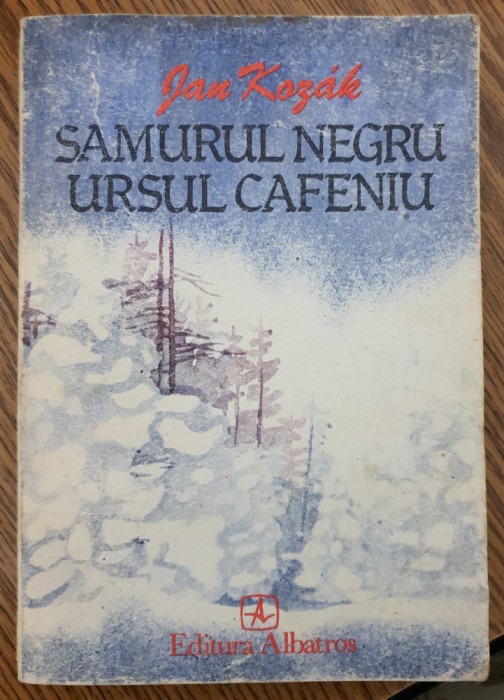 Jan Kozák
SAMURUL NEGRU
URSUL CAFENIU
Editura Albatros